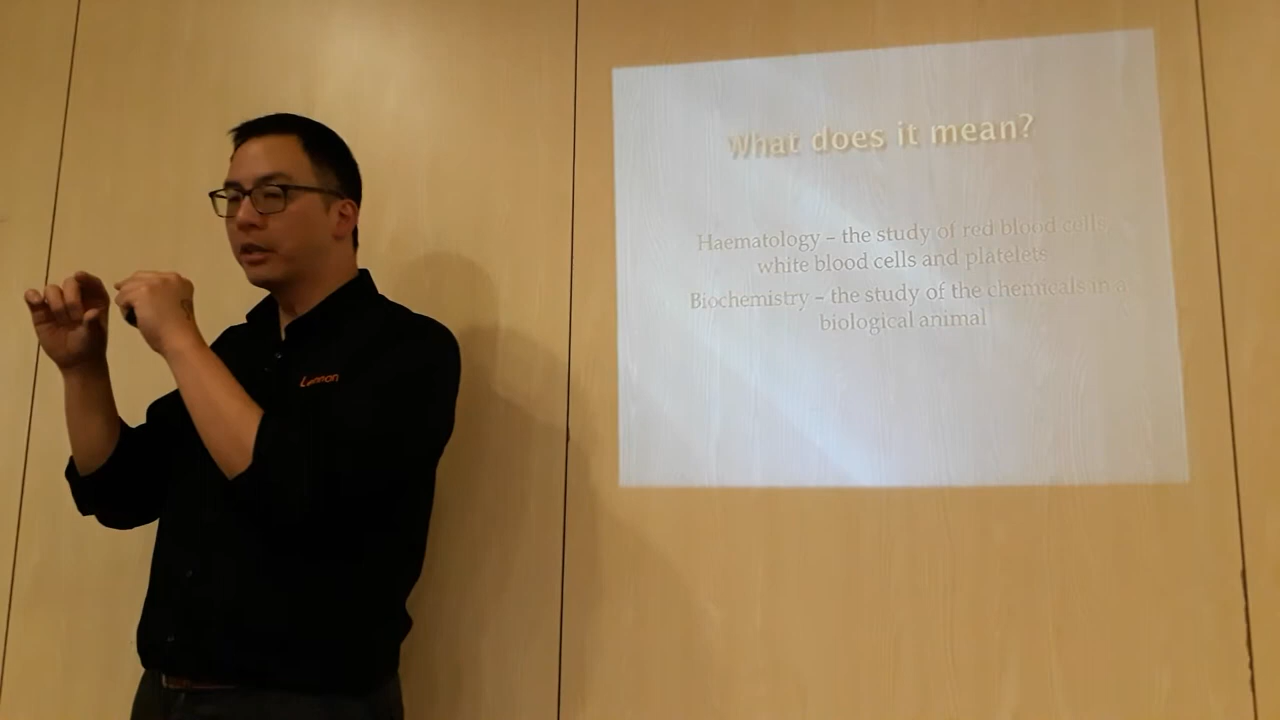 What does it mean?
Haematology – the study of red blood cells,
white blood cells and platelets
Biochemistry – the study of the chemicals in a
biological animal